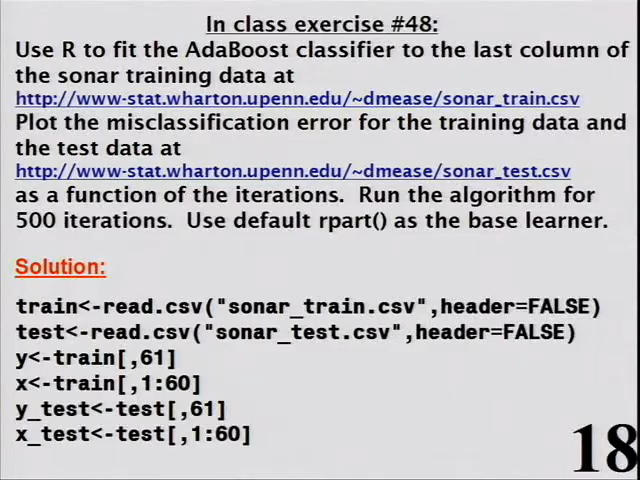 In class exercise #48:
Use R to fit the AdaBoost classifier to the last column of
the sonar training data at
http://www-stat.wharton.upenn.edu/~dmease/sonar_train.csv
Plot the misclassification error for the training data and
the test data at
http://www-stat.wharton.upenn.edu/~dmease/sonar_test.csv
as a function of the iterations.  Run the algorithm for
500 iterations.  Use default rpart() as the base learner.
Solution:
train<-read.csv("sonar_train.csv",header=FALSE)
test<-read.csv("sonar_test.csv",header=FALSE)
y<-train[,61]
x<-train[,1:60]
y_test<-test[,61]
x_test<-test[,1:60]
18